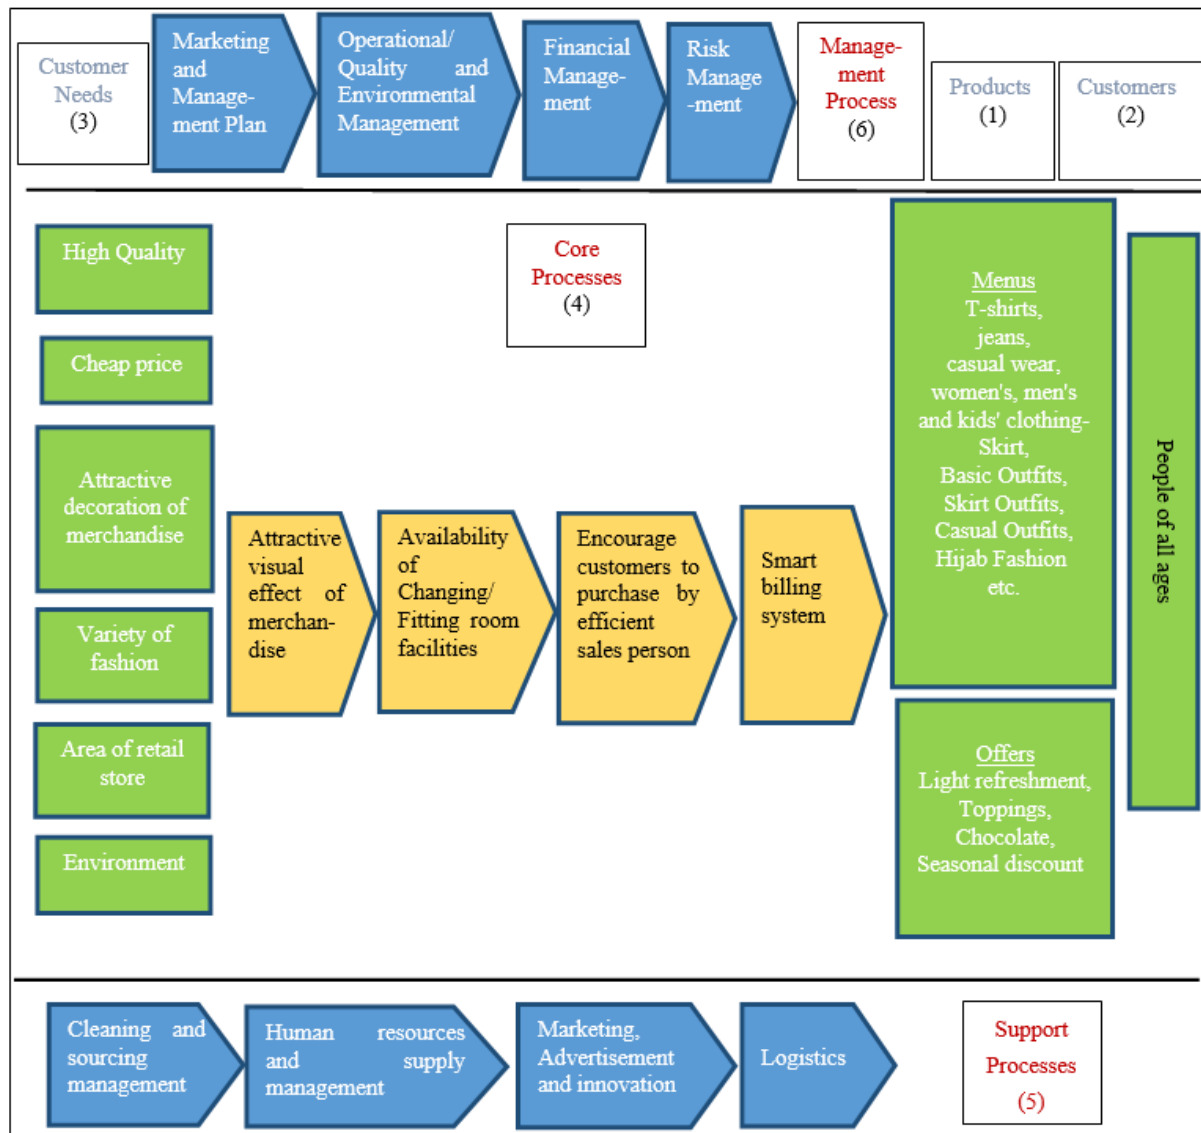 Customer
Needs
(3)
Marketing
and
Manage-
ment Plan
Operational/
Quality and
Environmental
Management
Financial
Manage-
ment
Risk
Manage
-ment
Manage-
ment
Process
(6)
Products
(1)
Customers
(2)
High Quality
Cheap price
Attractive
decoration of
merchandise
Variety of
fashion
Area of retail
store
Environment
Core
Processes
(4)
Attractive
visual
effect of
merchan-
dise
Availability
of
Changing/
Fitting room
facilities
Encourage
customers to
purchase by
efficient
sales person
Smart
billing
system
Menus
T-shirts,
jeans,
casual wear,
women's, men's
and kids' clothing-
Skirt,
Basic Outfits,
Skirt Outfits,
Casual Outfits,
Hijab Fashion
etc.
Offers
Light refreshment,
Toppings,
Chocolate,
Seasonal discount
People of all ages
Cleaning and
sourcing
management
Human resources
and supply
management
Marketing,
Advertisement
and innovation
Logistics
Support
Processes
(5)